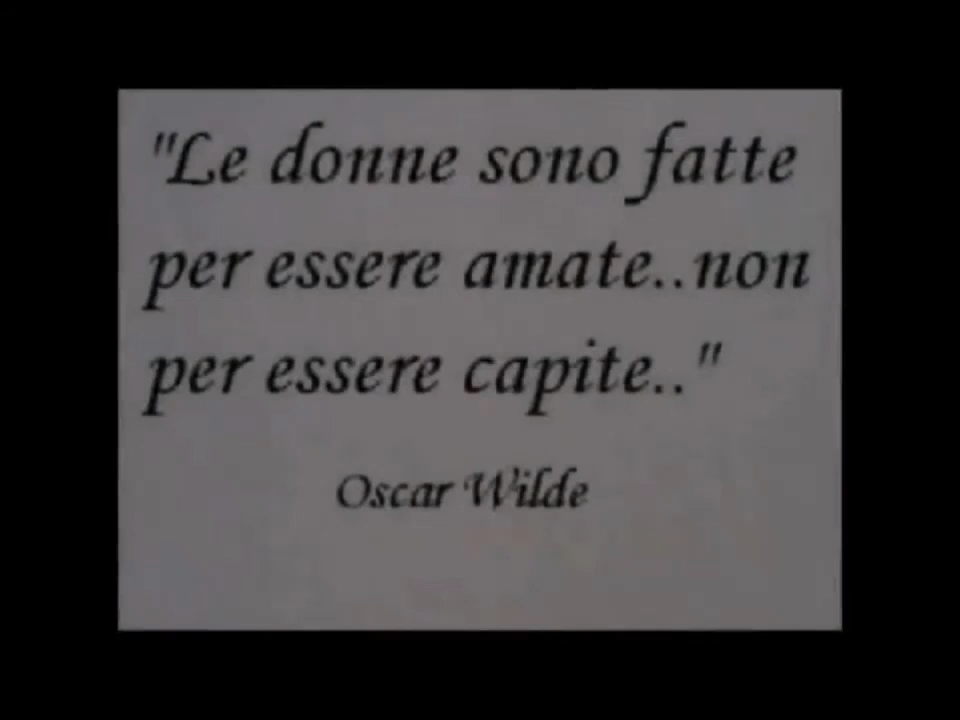 "Le donne sono fatte
per essere amate..non
per essere capite.."
Oscar Wilde